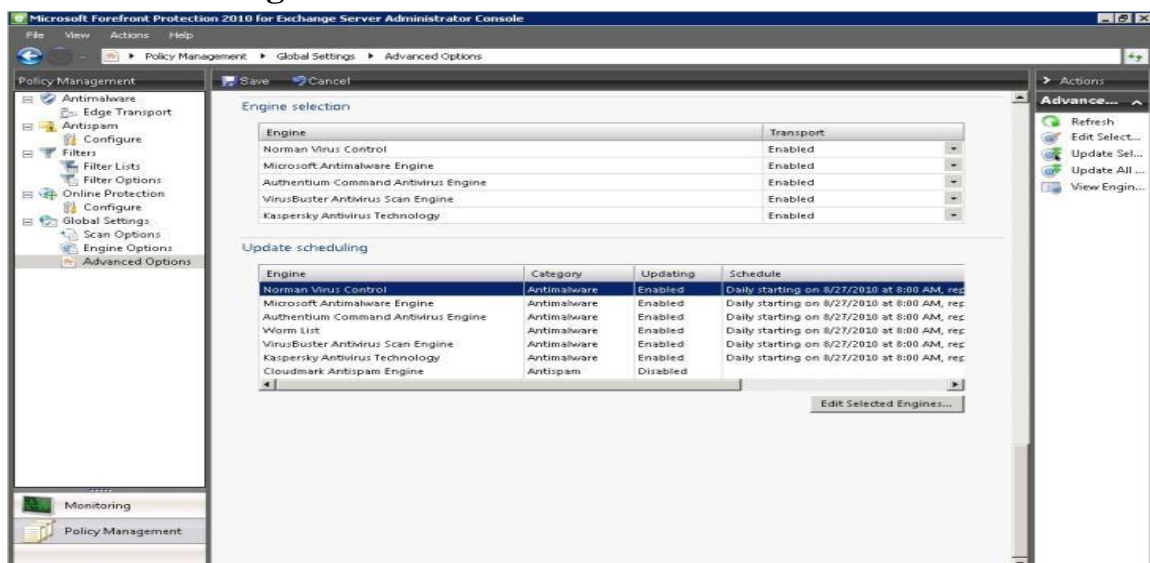 Microsoft Forefront Protection 2010 for Exchange Server Administrator Console
File View Actions Help
Policy Management Global Settings Advanced Options
Policy Management
Save Cancel
Actions
Antimalware
Edge Transport
Antispam
Configure
Filters
Filter Lists
Filter Options
Online Protection
Configure
Global Settings
Scan Options
Engine Options
Advanced Options
Engine selection
Engine Transport
Norman Virus Control Enabled
Microsoft Antimalware Engine Enabled
Authentium Command Antivirus Engine Enabled
VirusBuster Antivirus Scan Engine Enabled
Kaspersky Antivirus Technology Enabled
Update scheduling
Engine Category Updating Schedule
Norman Virus Control Antimalware Enabled Daily starting on 8/27/2010 at 8:00 AM, rep
Microsoft Antimalware Engine Antimalware Enabled Daily starting on 8/27/2010 at 8:00 AM, rep
Authentium Command Antivirus Engine Antimalware Enabled Daily starting on 8/27/2010 at 8:00 AM, rep
Worm List Antimalware Enabled Daily starting on 8/27/2010 at 8:00 AM, rep
VirusBuster Antivirus Scan Engine Antimalware Enabled Daily starting on 8/27/2010 at 8:00 AM, rep
Kaspersky Antivirus Technology Antimalware Enabled Daily starting on 8/27/2010 at 8:00 AM, rep
Cloudmark Antispam Engine Antispam Disabled
Edit Selected Engines...
Advance...
Refresh
Edit Select...
Update Sel...
Update All ...
View Engin...
Monitoring
Policy Management